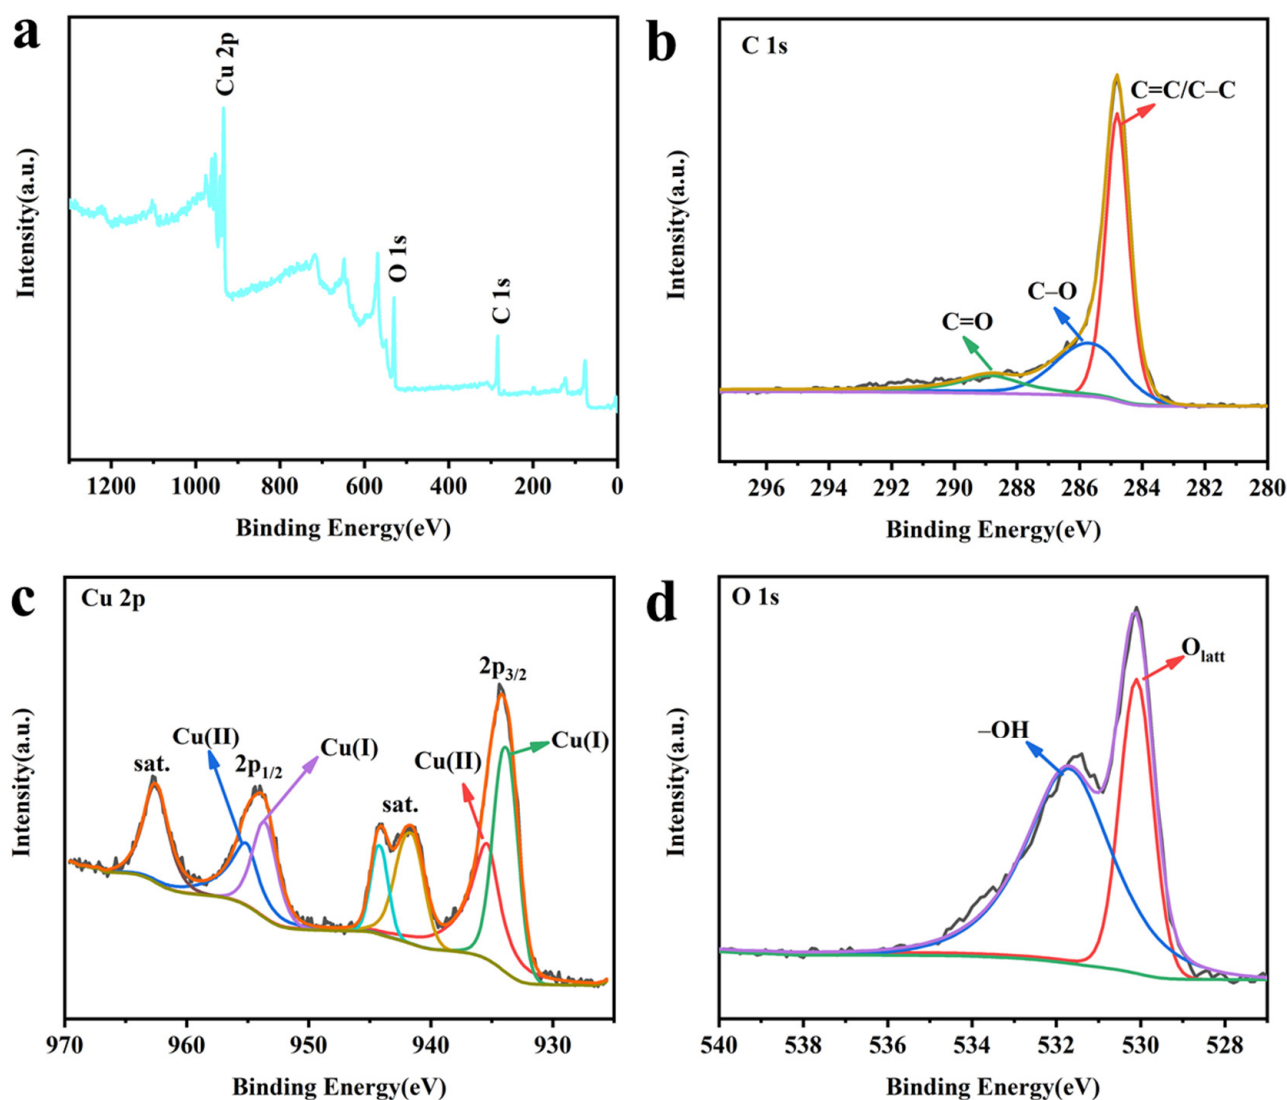 a
Cu 2p
O 1s
C 1s
Intensity(a.u.)
1200 1000 800 600 400 200 0
Binding Energy(eV)
b
C 1s
C=C/C–C
C–O
C=O
Intensity(a.u.)
296 294 292 290 288 286 284 282 280
Binding Energy(eV)
c
Cu 2p
2p3/2
Cu(II)
2p1/2
Cu(I)
Cu(II)
Cu(I)
sat.
sat.
Intensity(a.u.)
970 960 950 940 930
Binding Energy(eV)
d
O 1s
Olatt
–OH
Intensity(a.u.)
540 538 536 534 532 530 528
Binding Energy(eV)